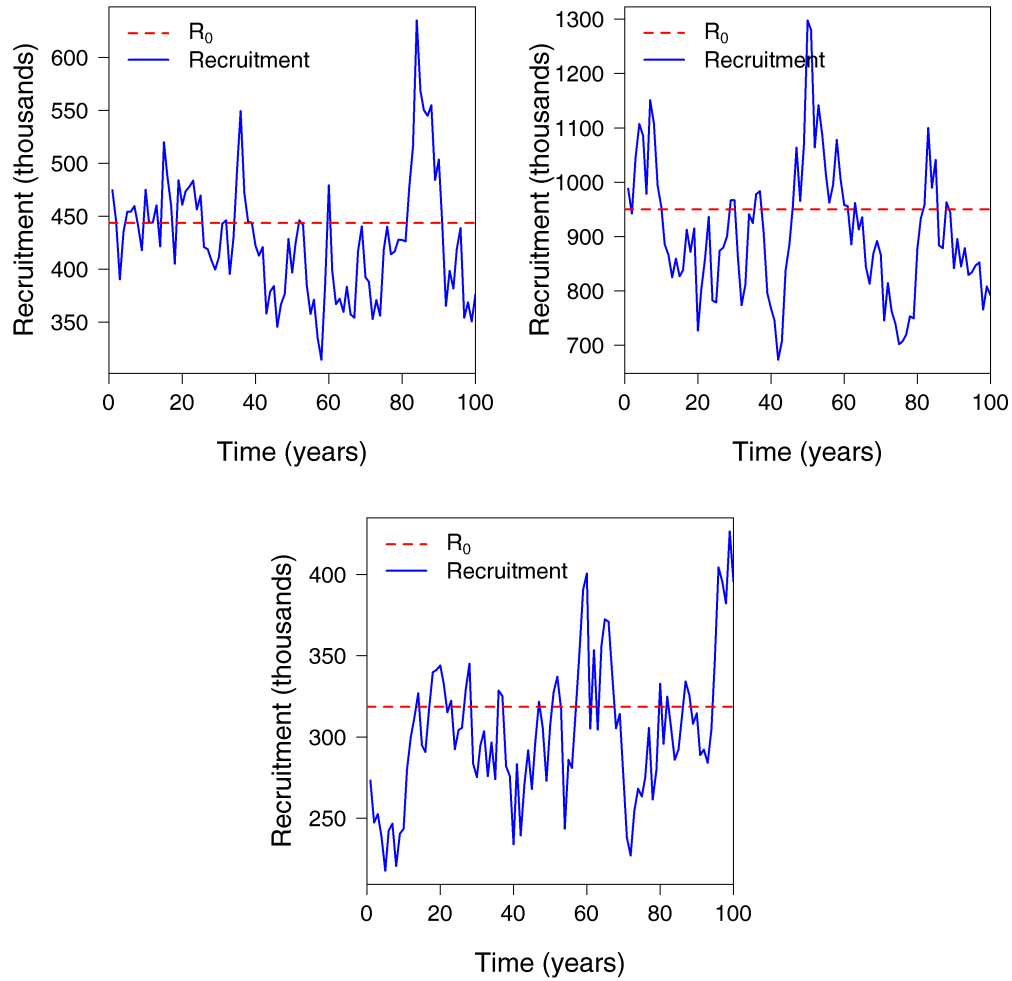 R₀
Recruitment
Recruitment (thousands)
600
550
500
450
400
350
0 20 40 60 80 100
Time (years)
R₀
Recruitment
Recruitment (thousands)
1300
1200
1100
1000
900
800
700
0 20 40 60 80 100
Time (years)
R₀
Recruitment
Recruitment (thousands)
400
350
300
250
0 20 40 60 80 100
Time (years)